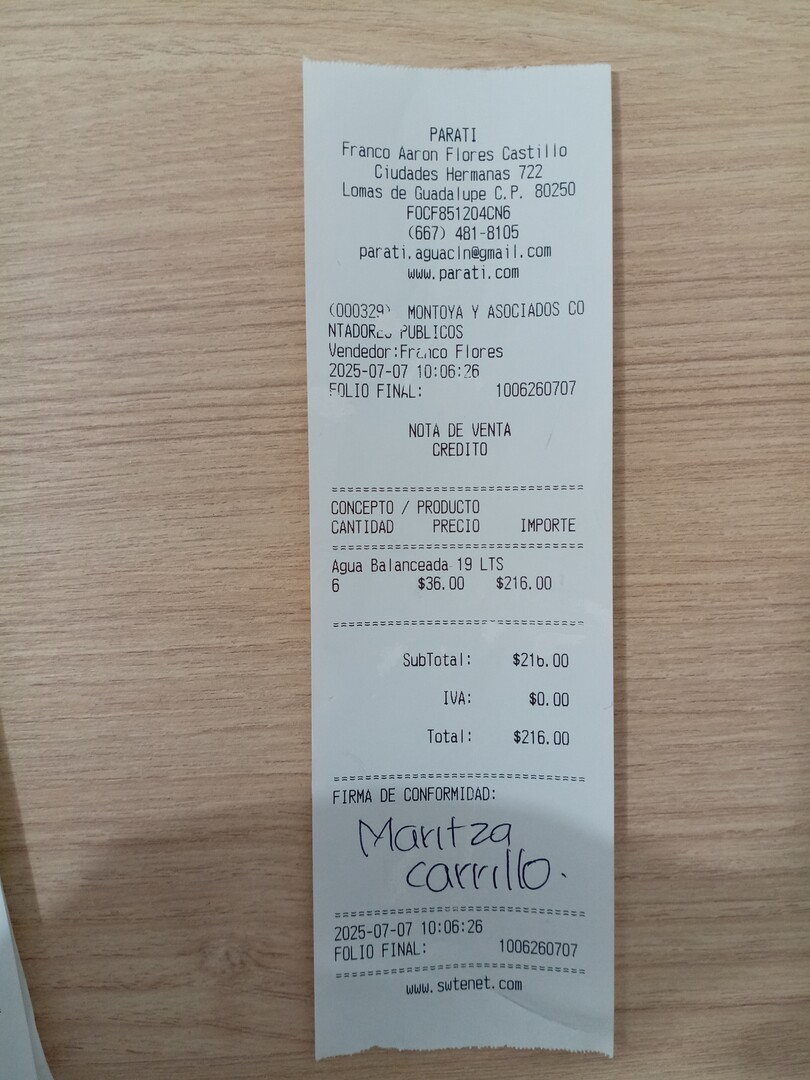 PARATI
Franco Aaron Flores Castillo
Ciudades Hermanas 722
Lomas de Guadalupe C.P. 80250
FOCF851204CN6
(667) 481-8105
parati.aguacln@gmail.com
www.parati.com
(000329) MONTOYA Y ASOCIADOS CO
NTADORES PUBLICOS
Vendedor:Franco Flores
2025-07-07 10:06:26
FOLIO FINAL: 1006260707
NOTA DE VENTA
CREDITO
================================
CONCEPTO / PRODUCTO
CANTIDAD PRECIO IMPORTE
================================
Agua Balanceada 19 LTS
6 $36.00 $216.00
================================
SubTotal: $216.00
IVA: $0.00
Total: $216.00
================================
FIRMA DE CONFORMIDAD:
Maritza
carrillo.
================================
2025-07-07 10:06:26
FOLIO FINAL: 1006260707
================================
www.swtenet.com